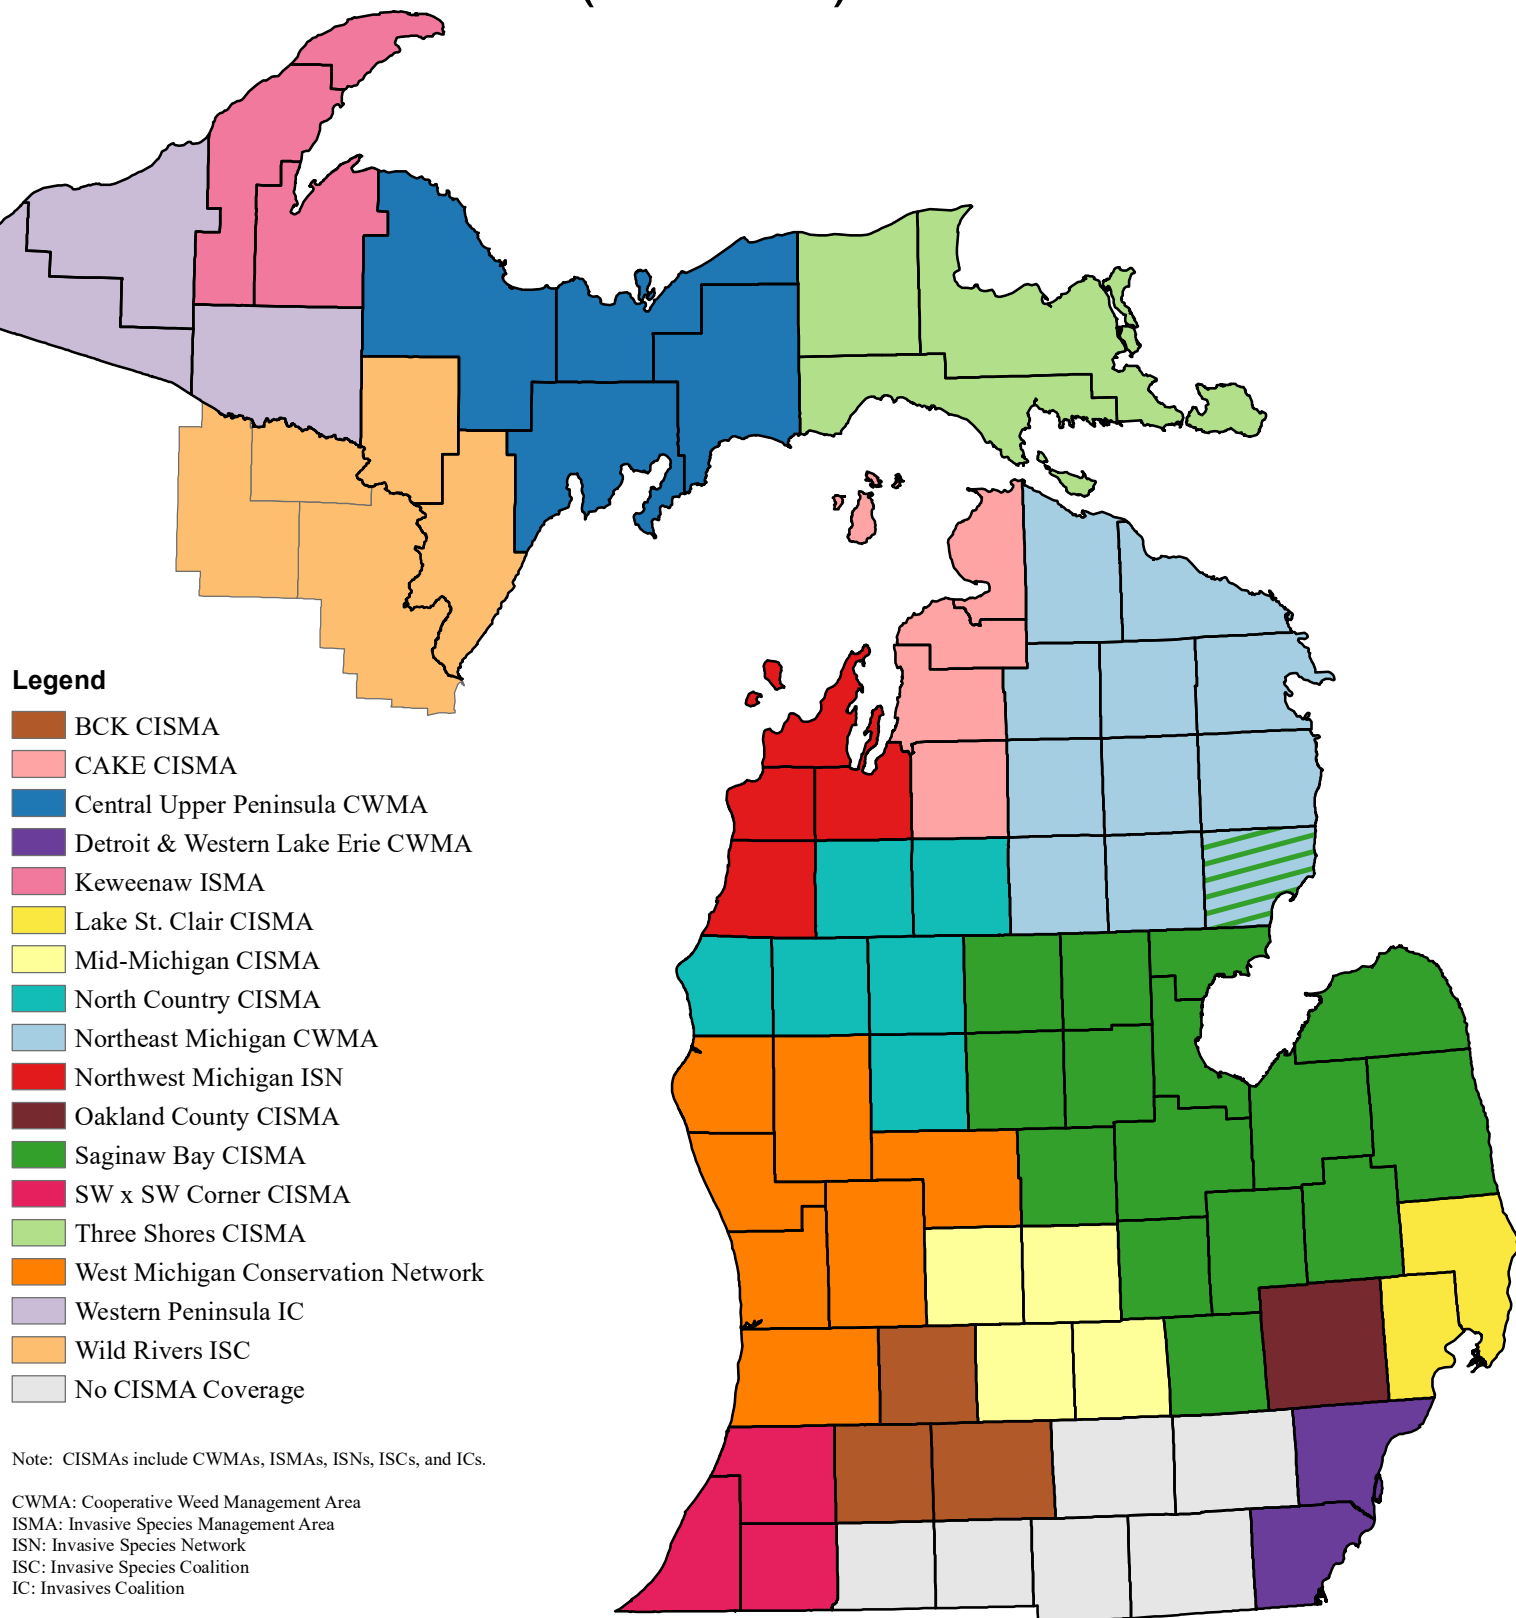 Legend
BCK CISMA
CAKE CISMA
Central Upper Peninsula CWMA
Detroit & Western Lake Erie CWMA
Keweenaw ISMA
Lake St. Clair CISMA
Mid-Michigan CISMA
North Country CISMA
Northeast Michigan CWMA
Northwest Michigan ISN
Oakland County CISMA
Saginaw Bay CISMA
SW x SW Corner CISMA
Three Shores CISMA
West Michigan Conservation Network
Western Peninsula IC
Wild Rivers ISC
No CISMA Coverage
Note:  CISMAs include CWMAs, ISMAs, ISNs, ISCs, and ICs.
CWMA: Cooperative Weed Management Area
ISMA: Invasive Species Management Area
ISN: Invasive Species Network
ISC: Invasive Species Coalition
IC: Invasives Coalition